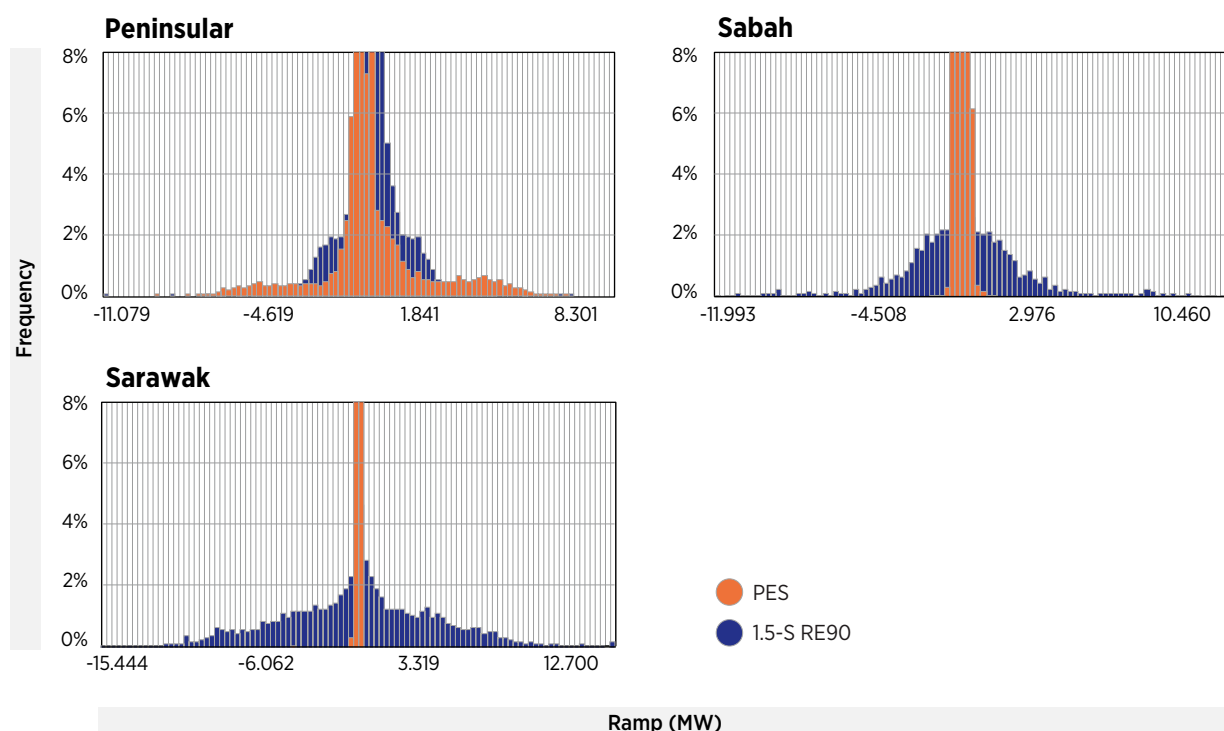 Peninsular
8%
6%
4%
2%
0%
-11.079 -4.619 1.841 8.301
Sabah
8%
6%
4%
2%
0%
-11.993 -4.508 2.976 10.460
Frequency
Sarawak
8%
6%
4%
2%
0%
-15.444 -6.062 3.319 12.700
PES
1.5-S RE90
Ramp (MW)